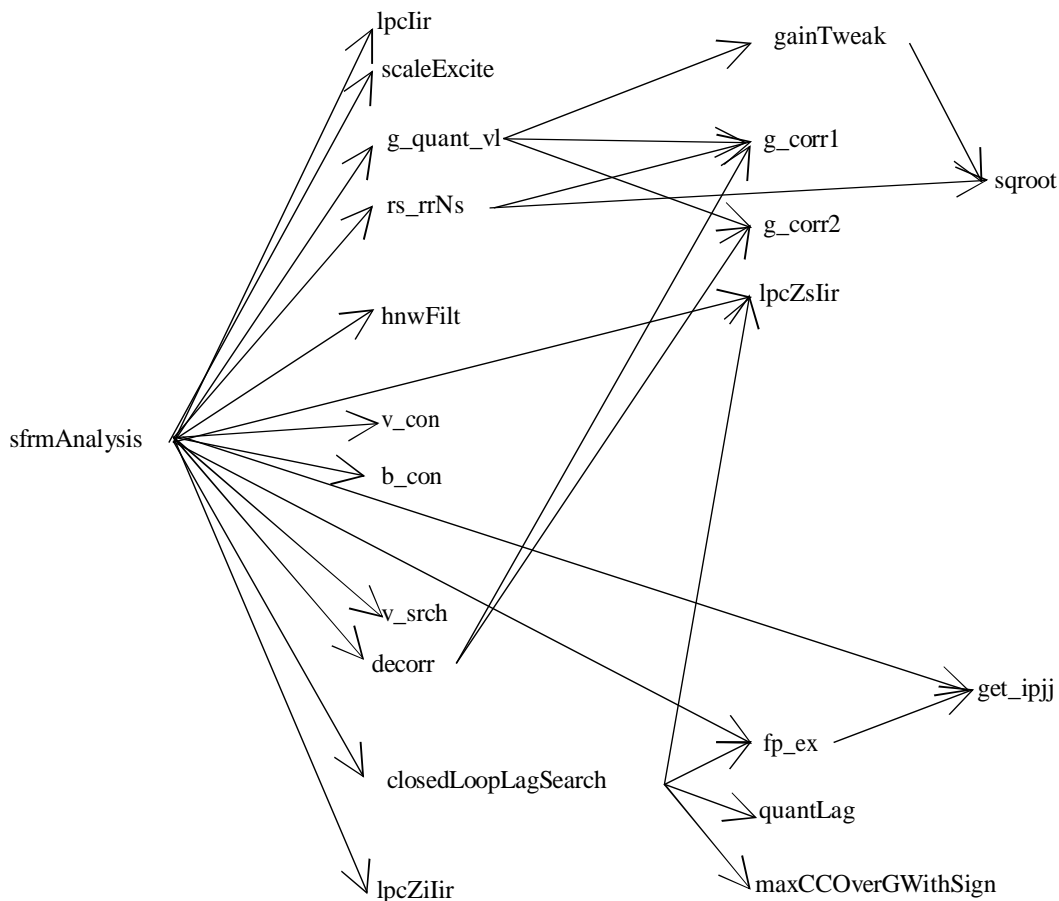 lpcIir
gainTweak
scaleExcite
g_quant_vl
g_corr1
sqroot
rs_rrNs
g_corr2
lpcZsIir
hnwFilt
v_con
sfrmAnalysis
b_con
v_srch
decorr
get_ipjj
fp_ex
closedLoopLagSearch
quantLag
lpcZiIir
maxCCOverGWithSign